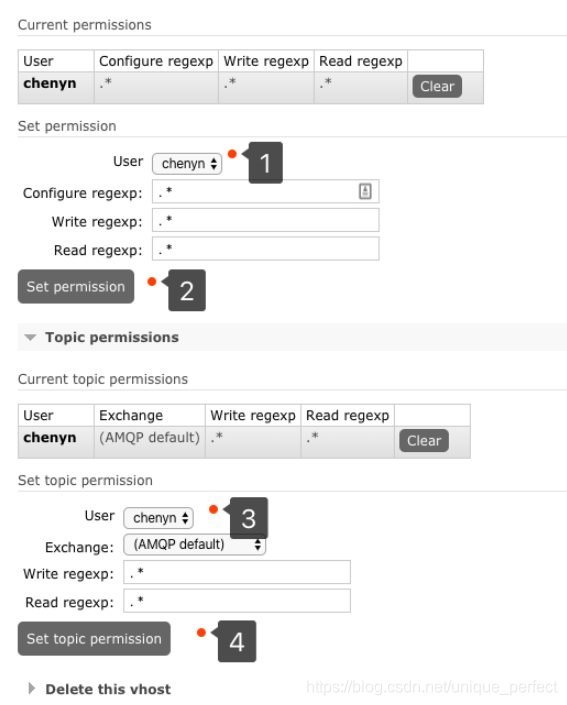 Current permissions
User Configure regexp Write regexp Read regexp
chenyn .* .* .* Clear
Set permission
User chenyn 1
Configure regexp: .*
Write regexp: .*
Read regexp: .*
Set permission 2
Topic permissions
Current topic permissions
User Exchange Write regexp Read regexp
chenyn (AMQP default) .* .* Clear
Set topic permission
User chenyn 3
Exchange: (AMQP default)
Write regexp: .*
Read regexp: .*
Set topic permission 4
Delete this vhost
https://blog.csdn.net/unique_perfect